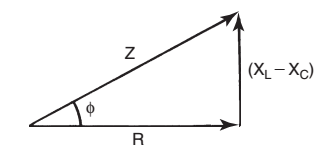 Z
(X_L – X_C)
ϕ
R